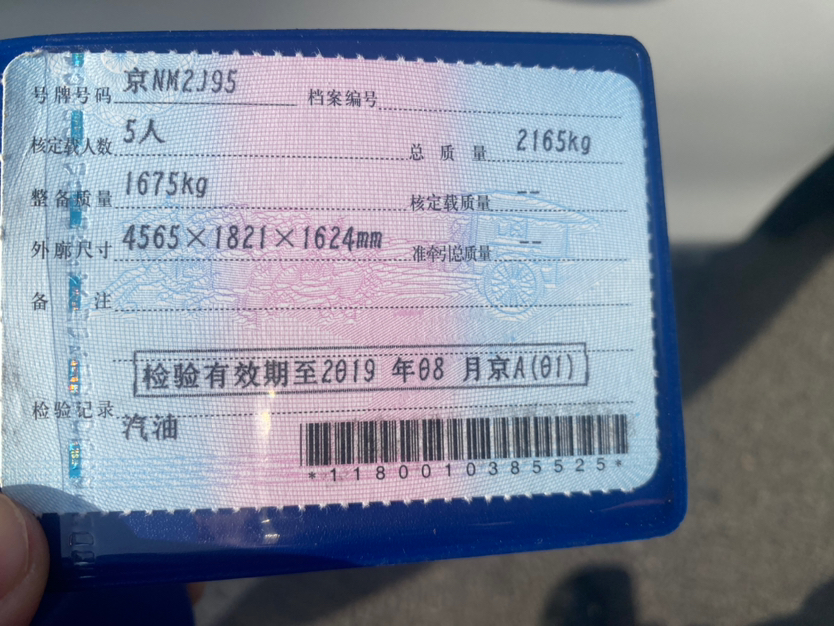 号牌号码 京NM2J95 档案编号
核定载人数 5人 总质量 2165kg
整备质量 1675kg 核定载质量 --
外廓尺寸 4565×1821×1624mm 准牵引总质量 --
备注
检验有效期至2019 年08 月京A(01)
检验记录 汽油
*1180010385525*